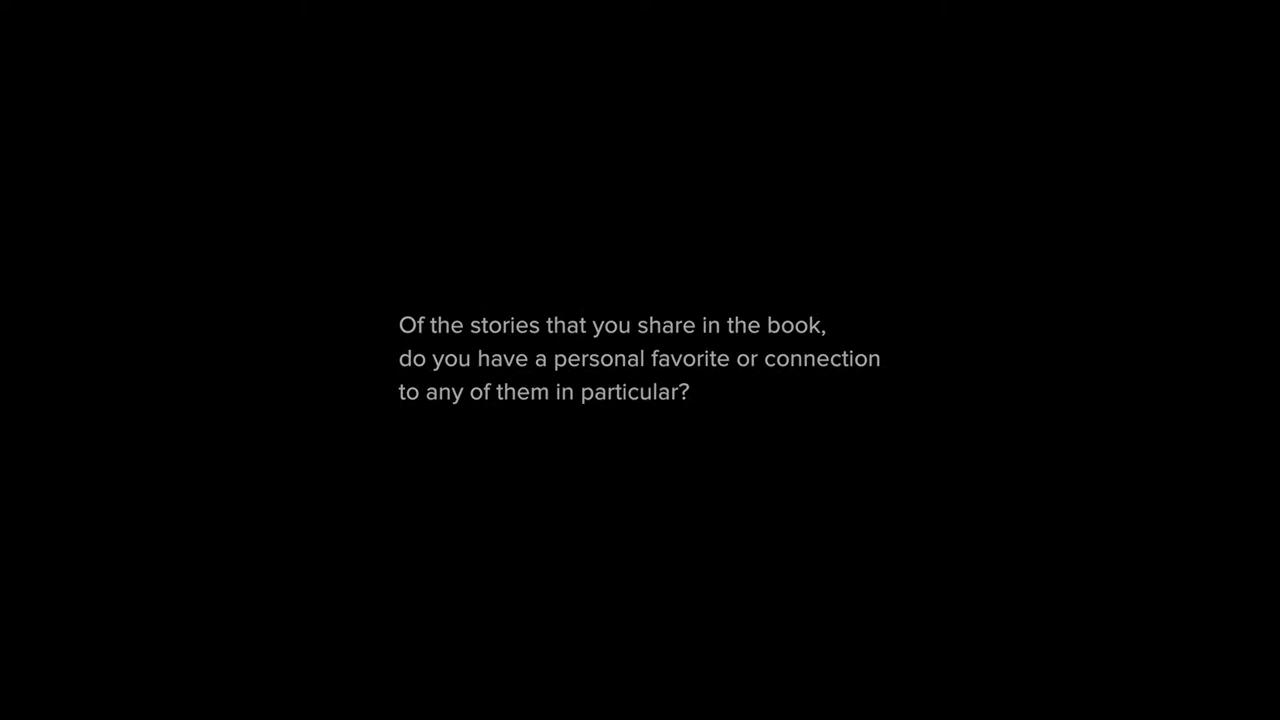 Of the stories that you share in the book,
do you have a personal favorite or connection
to any of them in particular?